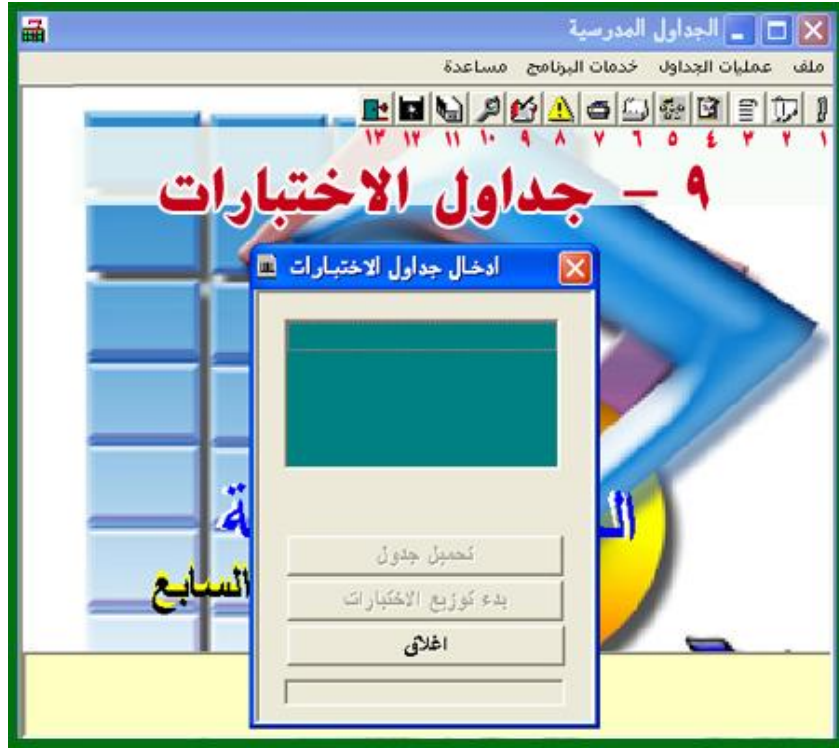 الجداول المدرسية
ملف عمليات الجداول خدمات البرنامج مساعدة
١ ٢ ٣ ٤ ٥ ٦ ٧ ٨ ٩ ١٠ ١١ ١٢ ١٣
٩ – جداول الاختبارات
ادخال جداول الاختبارات
تحميل جدول
بدء توزيع الاختبارات
السابع
اغلاق